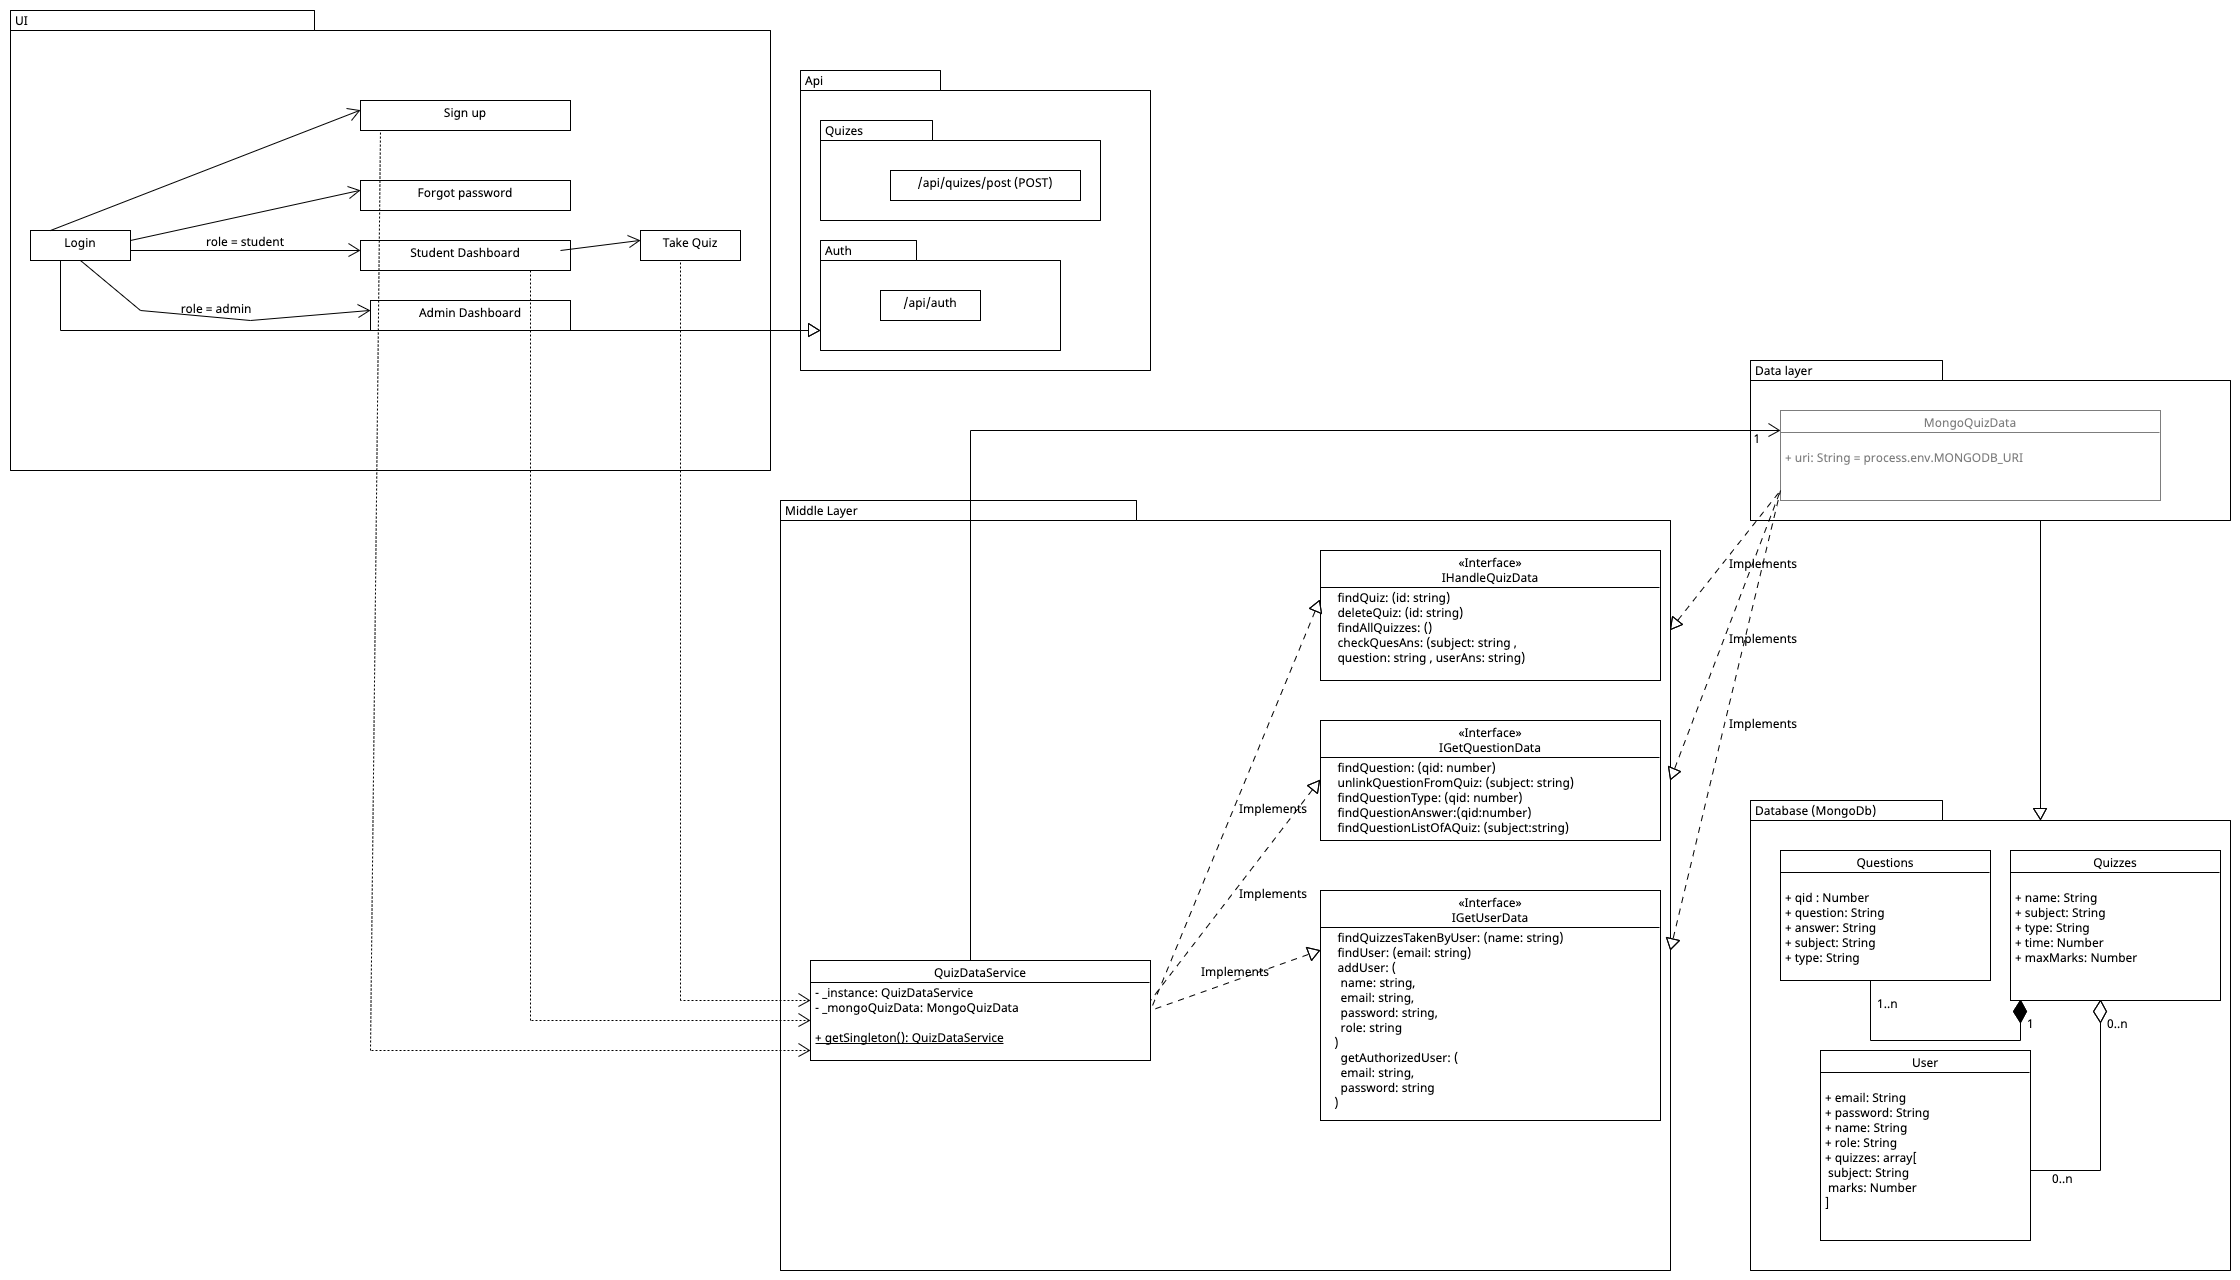 UI
Sign up
Forgot password
Login
role = student
Student Dashboard
Take Quiz
role = admin
Admin Dashboard
Api
Quizes
/api/quizes/post (POST)
Auth
/api/auth
Data layer
MongoQuizData
+ uri: String = process.env.MONGODB_URI
1
Middle Layer
«Interface»
IHandleQuizData
findQuiz: (id: string)
deleteQuiz: (id: string)
findAllQuizzes: ()
checkQuesAns: (subject: string ,
question: string , userAns: string)
Implements
Implements
Implements
«Interface»
IGetQuestionData
findQuestion: (qid: number)
unlinkQuestionFromQuiz: (subject: string)
findQuestionType: (qid: number)
findQuestionAnswer:(qid:number)
findQuestionListOfAQuiz: (subject:string)
Implements
Implements
Implements
«Interface»
IGetUserData
findQuizzesTakenByUser: (name: string)
findUser: (email: string)
addUser: (
name: string,
email: string,
password: string,
role: string
)
getAuthorizedUser: (
email: string,
password: string
)
QuizDataService
- _instance: QuizDataService
- _mongoQuizData: MongoQuizData
+ getSingleton(): QuizDataService
Database (MongoDb)
Questions
+ qid : Number
+ question: String
+ answer: String
+ subject: String
+ type: String
Quizzes
+ name: String
+ subject: String
+ type: String
+ time: Number
+ maxMarks: Number
1..n
1
0..n
User
+ email: String
+ password: String
+ name: String
+ role: String
+ quizzes: array[
subject: String
marks: Number
]
0..n